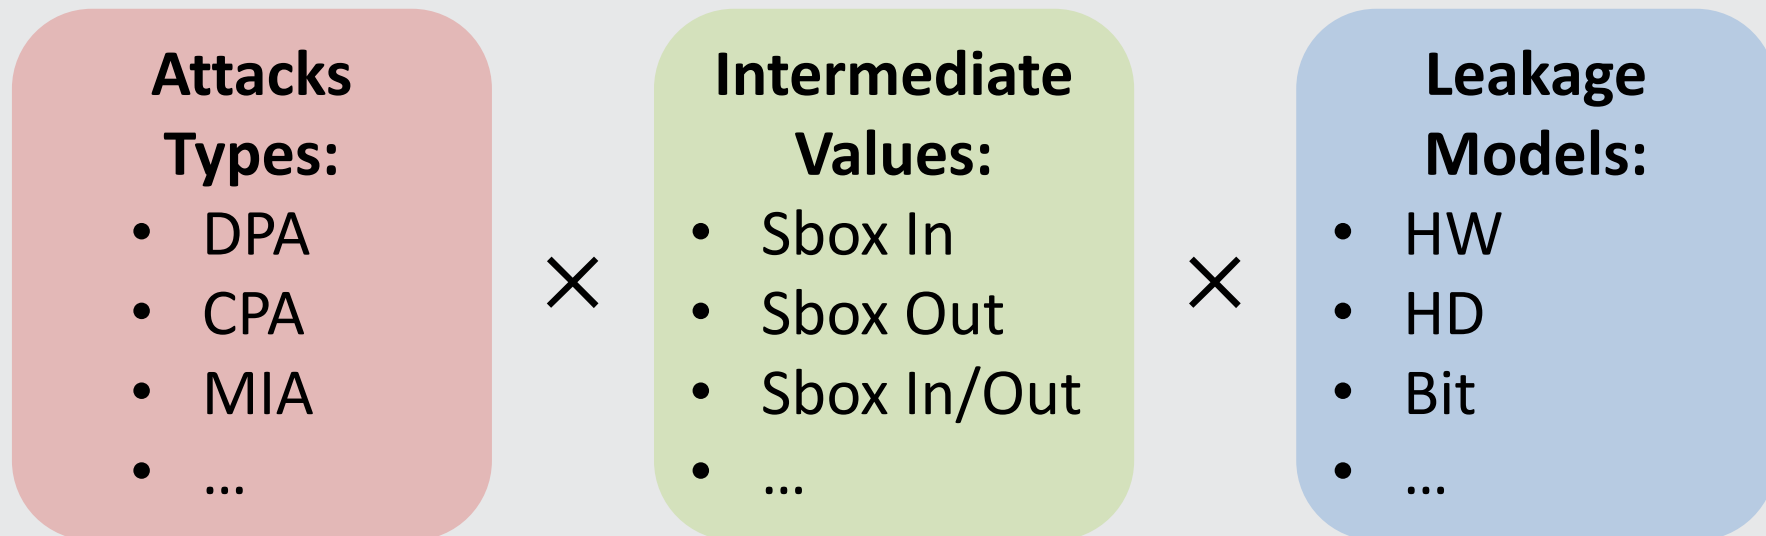 Attacks
Types:
• DPA
• CPA
• MIA
• ...
×
Intermediate
Values:
• Sbox In
• Sbox Out
• Sbox In/Out
• ...
×
Leakage
Models:
• HW
• HD
• Bit
• ...